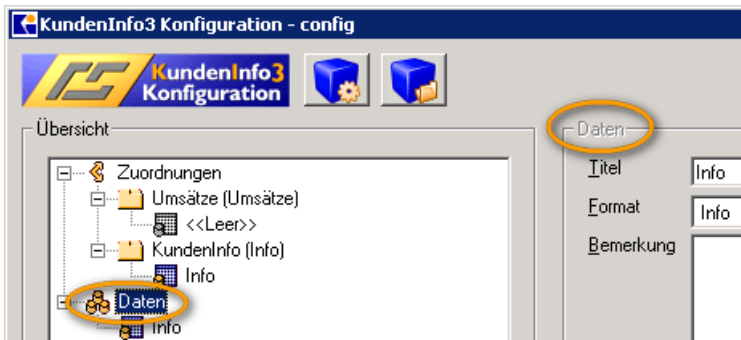 KundenInfo3 Konfiguration - config
KundenInfo3
Konfiguration
Übersicht
Zuordnungen
Umsätze (Umsätze)
<<Leer>>
KundenInfo (Info)
Info
Daten
Info
Daten
Titel
Info
Format
Info
Bemerkung